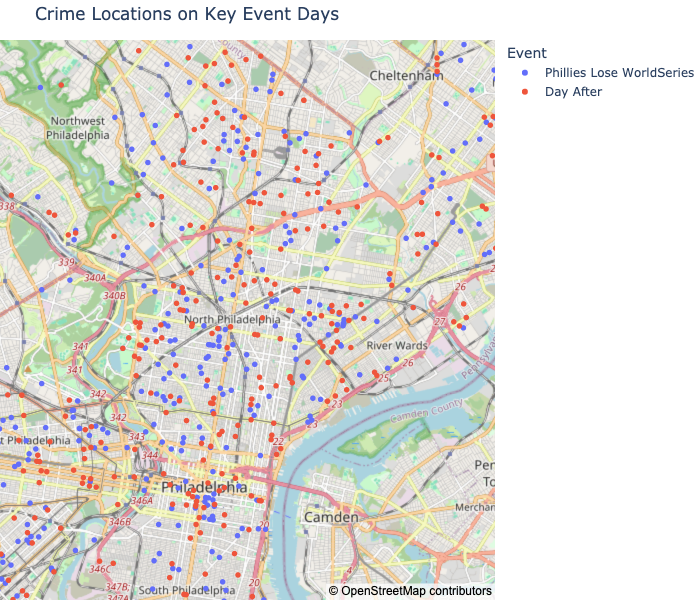 Crime Locations on Key Event Days
Event
Phillies Lose WorldSeries
Day After
County
Cheltenham
Northwest
Philadelphia
338
339
340A
340B
26
27
North Philadelphia
River Wards
341
341
26
25
342
342
23
23
Camden County
343
22
t Philadelphia
344
Philadelphia
346A
346B
Camden
Pen
To
Merchan
20
4
346C
347B;
347A
20
South Philadelphia
© OpenStreetMap contributors